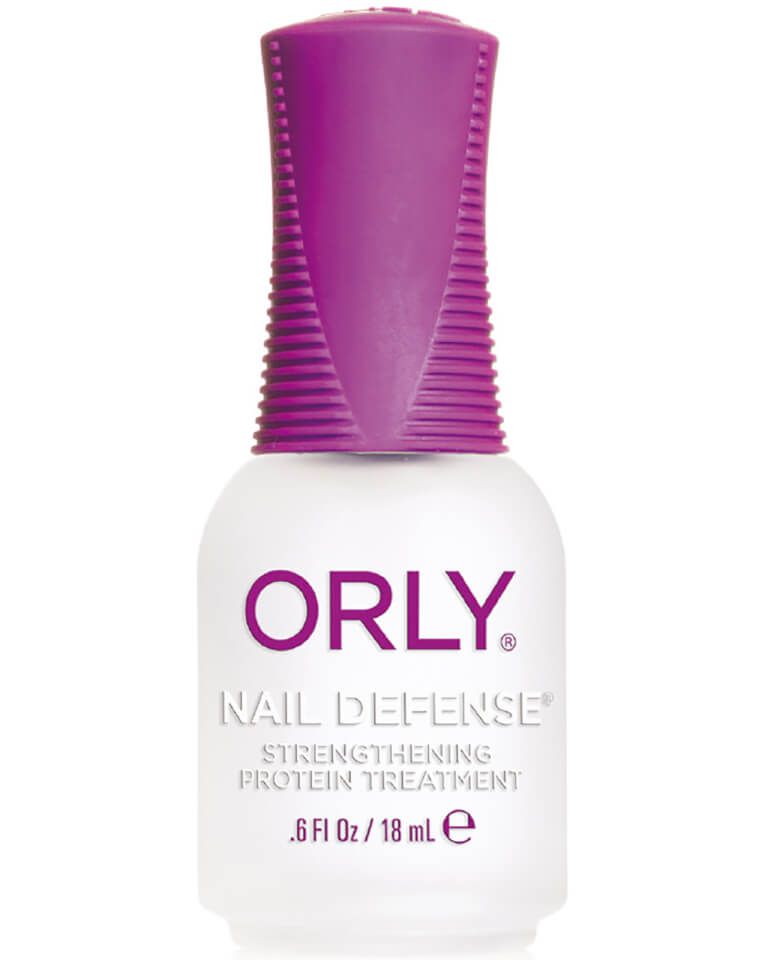 ORLY®
NAIL DEFENSE®
STRENGTHENING
PROTEIN TREATMENT
.6 Fl Oz / 18 mL ℮